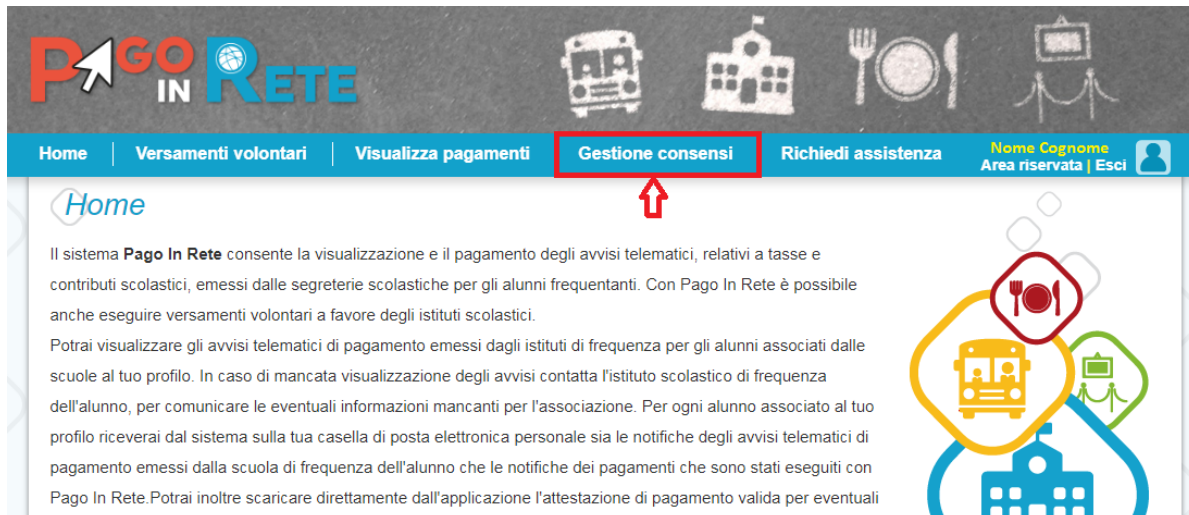 PAGO
IN RETE
Home Versamenti volontari Visualizza pagamenti Gestione consensi Richiedi assistenza Nome Cognome
Area riservata | Esci
Home
Il sistema Pago In Rete consente la visualizzazione e il pagamento degli avvisi telematici, relativi a tasse e
contributi scolastici, emessi dalle segreterie scolastiche per gli alunni frequentanti. Con Pago In Rete è possibile
anche eseguire versamenti volontari a favore degli istituti scolastici.
Potrai visualizzare gli avvisi telematici di pagamento emessi dagli istituti di frequenza per gli alunni associati dalle
scuole al tuo profilo. In caso di mancata visualizzazione degli avvisi contatta l'istituto scolastico di frequenza
dell'alunno, per comunicare le eventuali informazioni mancanti per l'associazione. Per ogni alunno associato al tuo
profilo riceverai dal sistema sulla tua casella di posta elettronica personale sia le notifiche degli avvisi telematici di
pagamento emessi dalla scuola di frequenza dell'alunno che le notifiche dei pagamenti che sono stati eseguiti con
Pago In Rete.Potrai inoltre scaricare direttamente dall'applicazione l'attestazione di pagamento valida per eventuali